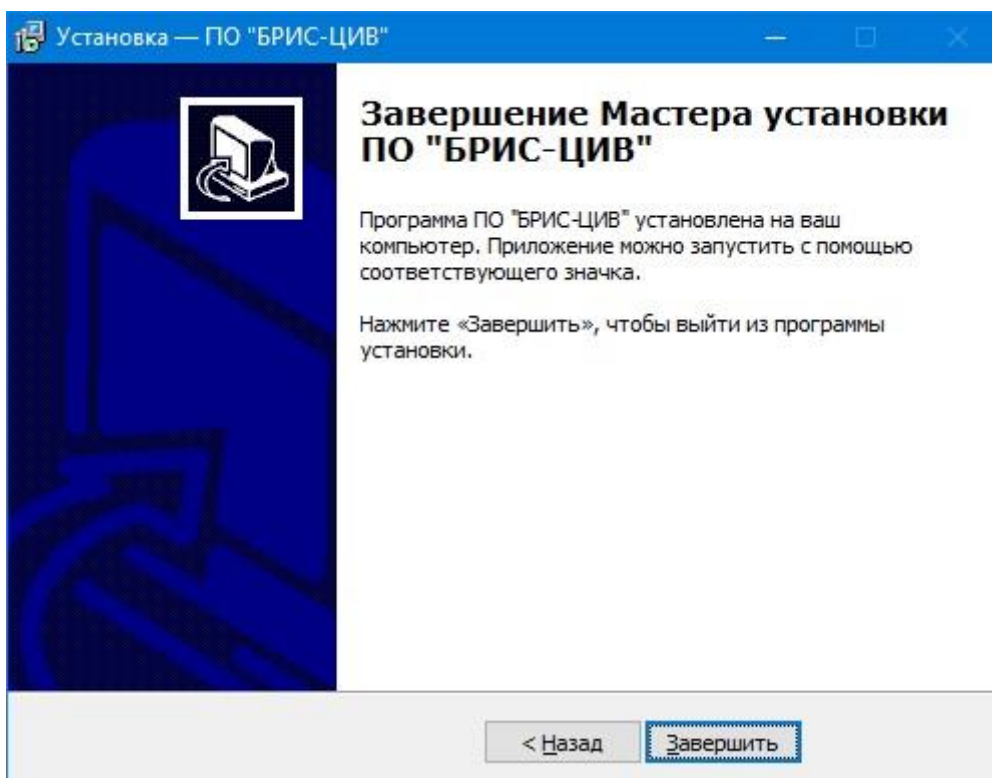 Установка — ПО "БРИС-ЦИВ"
Завершение Мастера установки
ПО "БРИС-ЦИВ"
Программа ПО "БРИС-ЦИВ" установлена на ваш
компьютер. Приложение можно запустить с помощью
соответствующего значка.
Нажмите «Завершить», чтобы выйти из программы
установки.
< Назад
Завершить